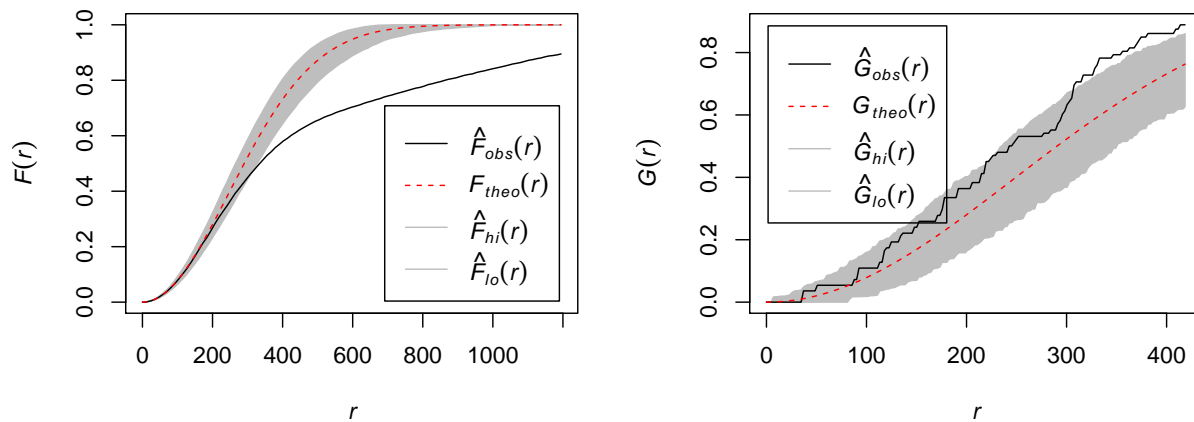 F(r)
1.0
0.8
0.6
0.4
0.2
0.0
F̂obs(r)
Ftheo(r)
F̂hi(r)
F̂lo(r)
0 200 400 600 800 1000
r
G(r)
0.8
0.6
0.4
0.2
0.0
Ĝobs(r)
Gtheo(r)
Ĝhi(r)
Ĝlo(r)
0 100 200 300 400
r